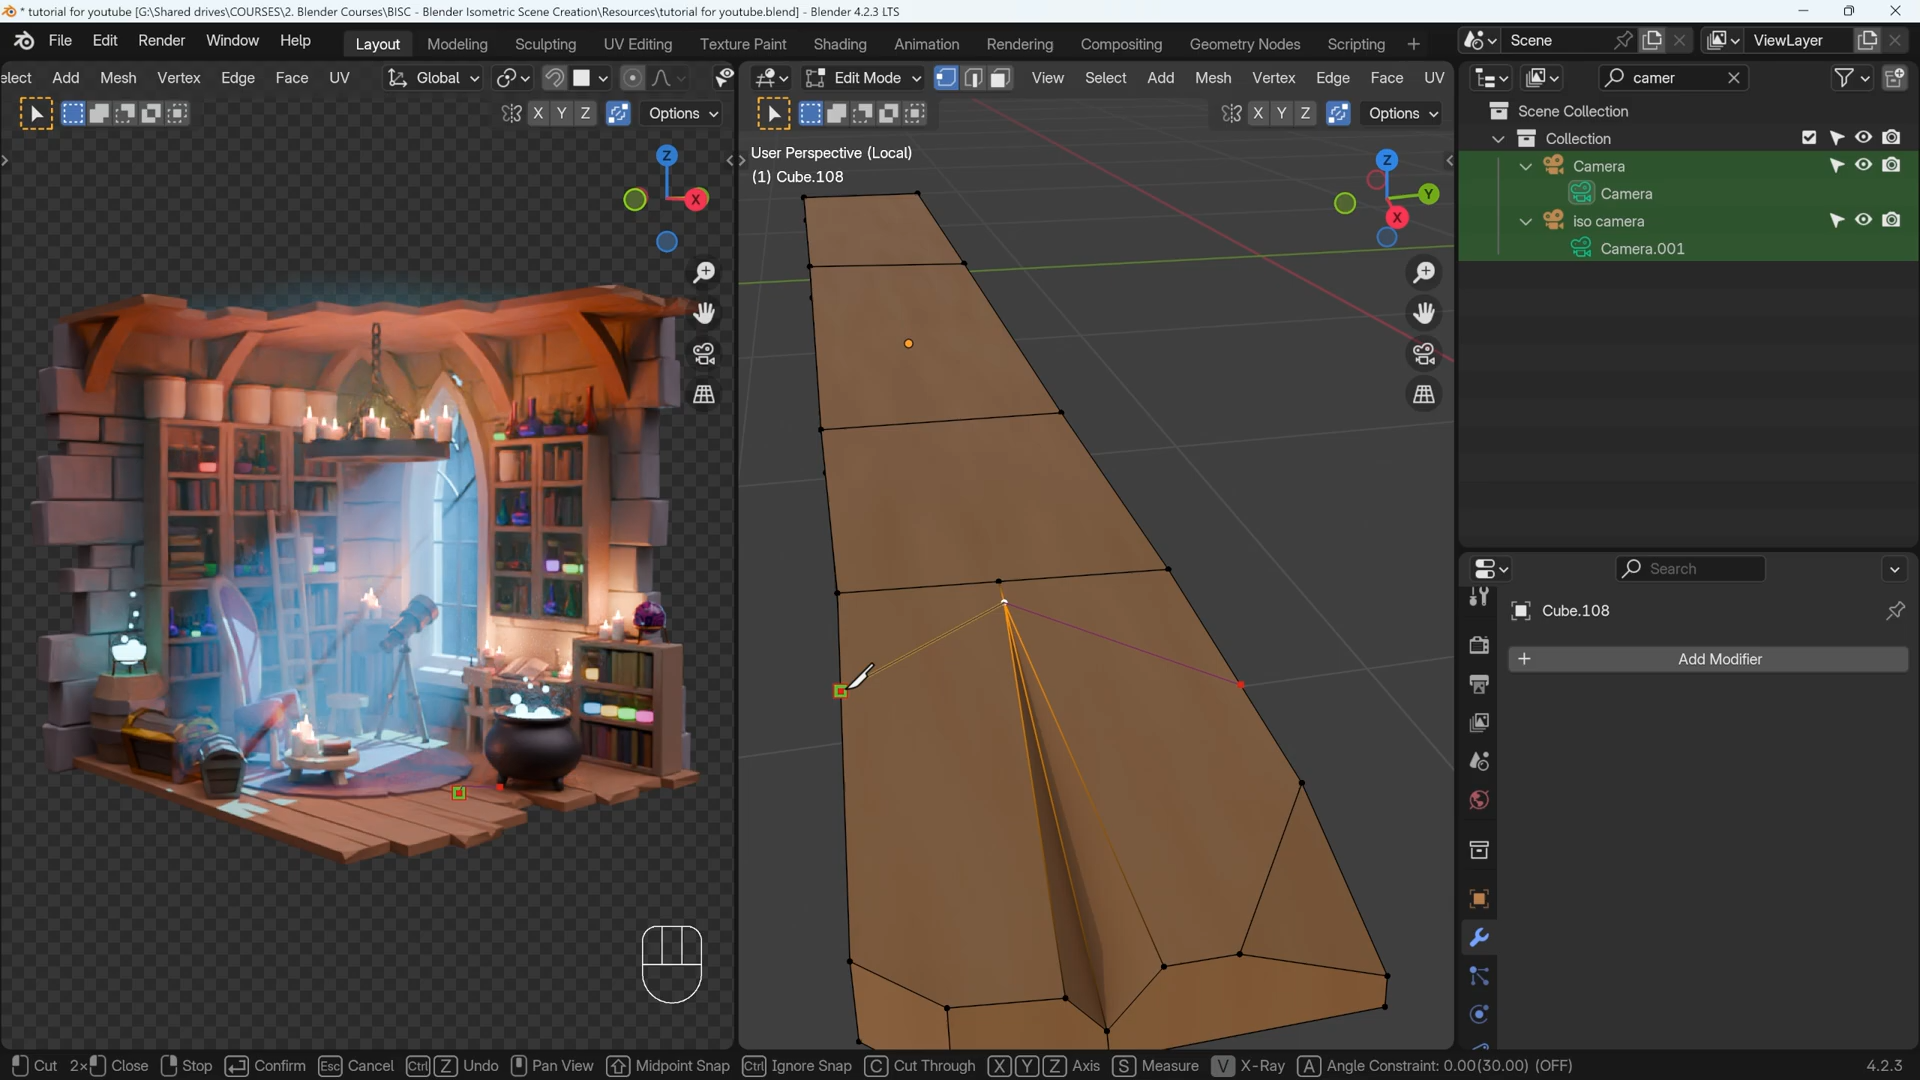 * tutorial for youtube [G:\Shared drives\COURSES\2. Blender Courses\BISC - Blender Isometric Scene Creation\Resources\tutorial for youtube.blend] - Blender 4.2.3 LTS
File Edit Render Window Help Layout Modeling Sculpting UV Editing Texture Paint Shading Animation Rendering Compositing Geometry Nodes Scripting + Scene ViewLayer
elect Add Mesh Vertex Edge Face UV Global Edit Mode View Select Add Mesh Vertex Edge Face UV camer
X Y Z Options X Y Z Options
Scene Collection
Collection
Camera
Camera
iso camera
Camera.001
User Perspective (Local)
(1) Cube.108
Z
X
Z
Y
X
Search
Cube.108
+ Add Modifier
Cut 2x Close Stop Confirm Esc Cancel Ctrl Z Undo Pan View Midpoint Snap Ctrl Ignore Snap C Cut Through X Y Z Axis S Measure V X-Ray A Angle Constraint: 0.00(30.00) (OFF) 4.2.3